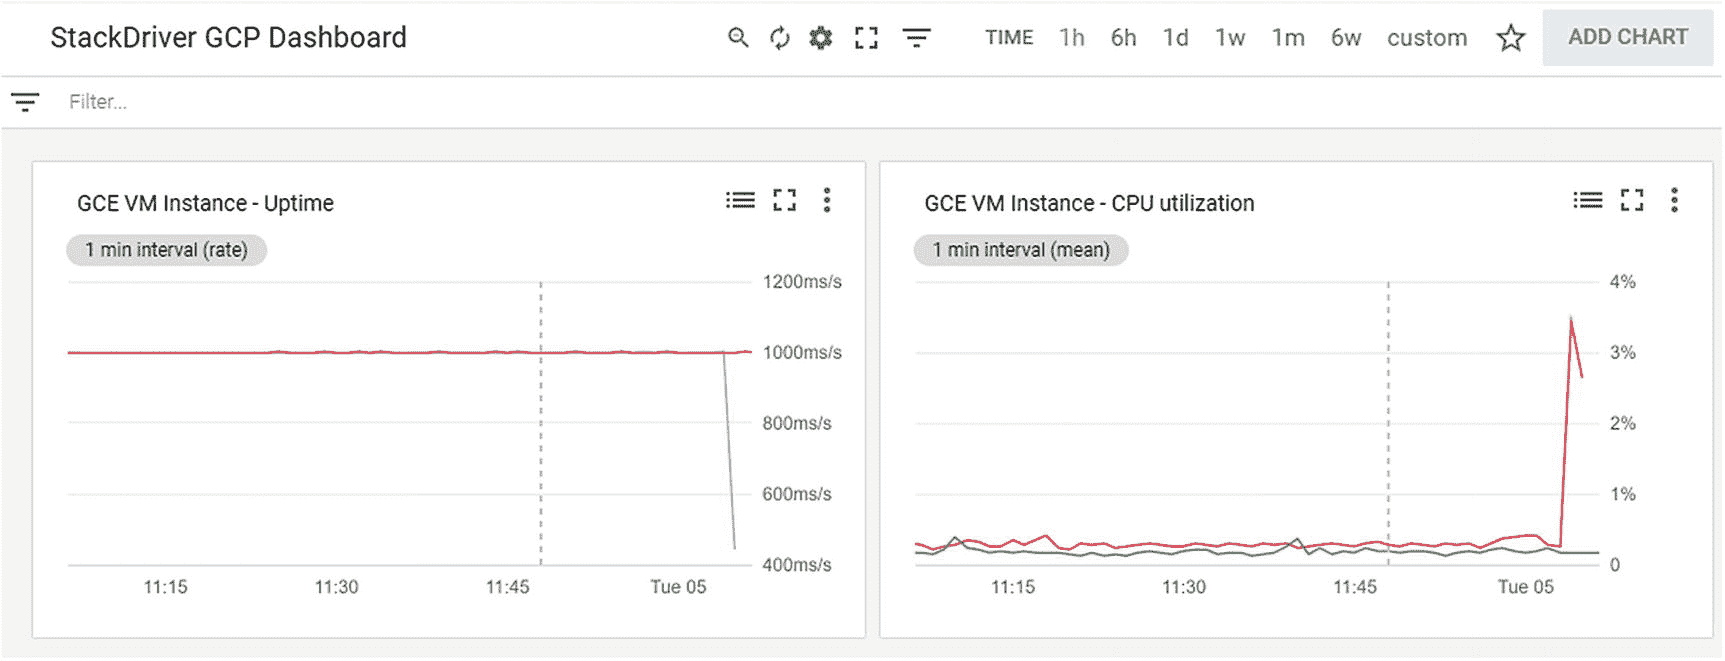 StackDriver GCP Dashboard TIME 1h 6h 1d 1w 1m 6w custom ADD CHART
Filter...
GCE VM Instance - Uptime
1 min interval (rate)
1200ms/s
1000ms/s
800ms/s
600ms/s
400ms/s
11:15 11:30 11:45 Tue 05
GCE VM Instance - CPU utilization
1 min interval (mean)
4%
3%
2%
1%
0
11:15 11:30 11:45 Tue 05